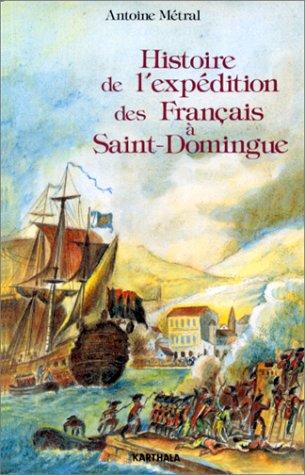 Antoine Métral
Histoire
de l'expédition
des Français
à
Saint-Domingue
KARTHALA